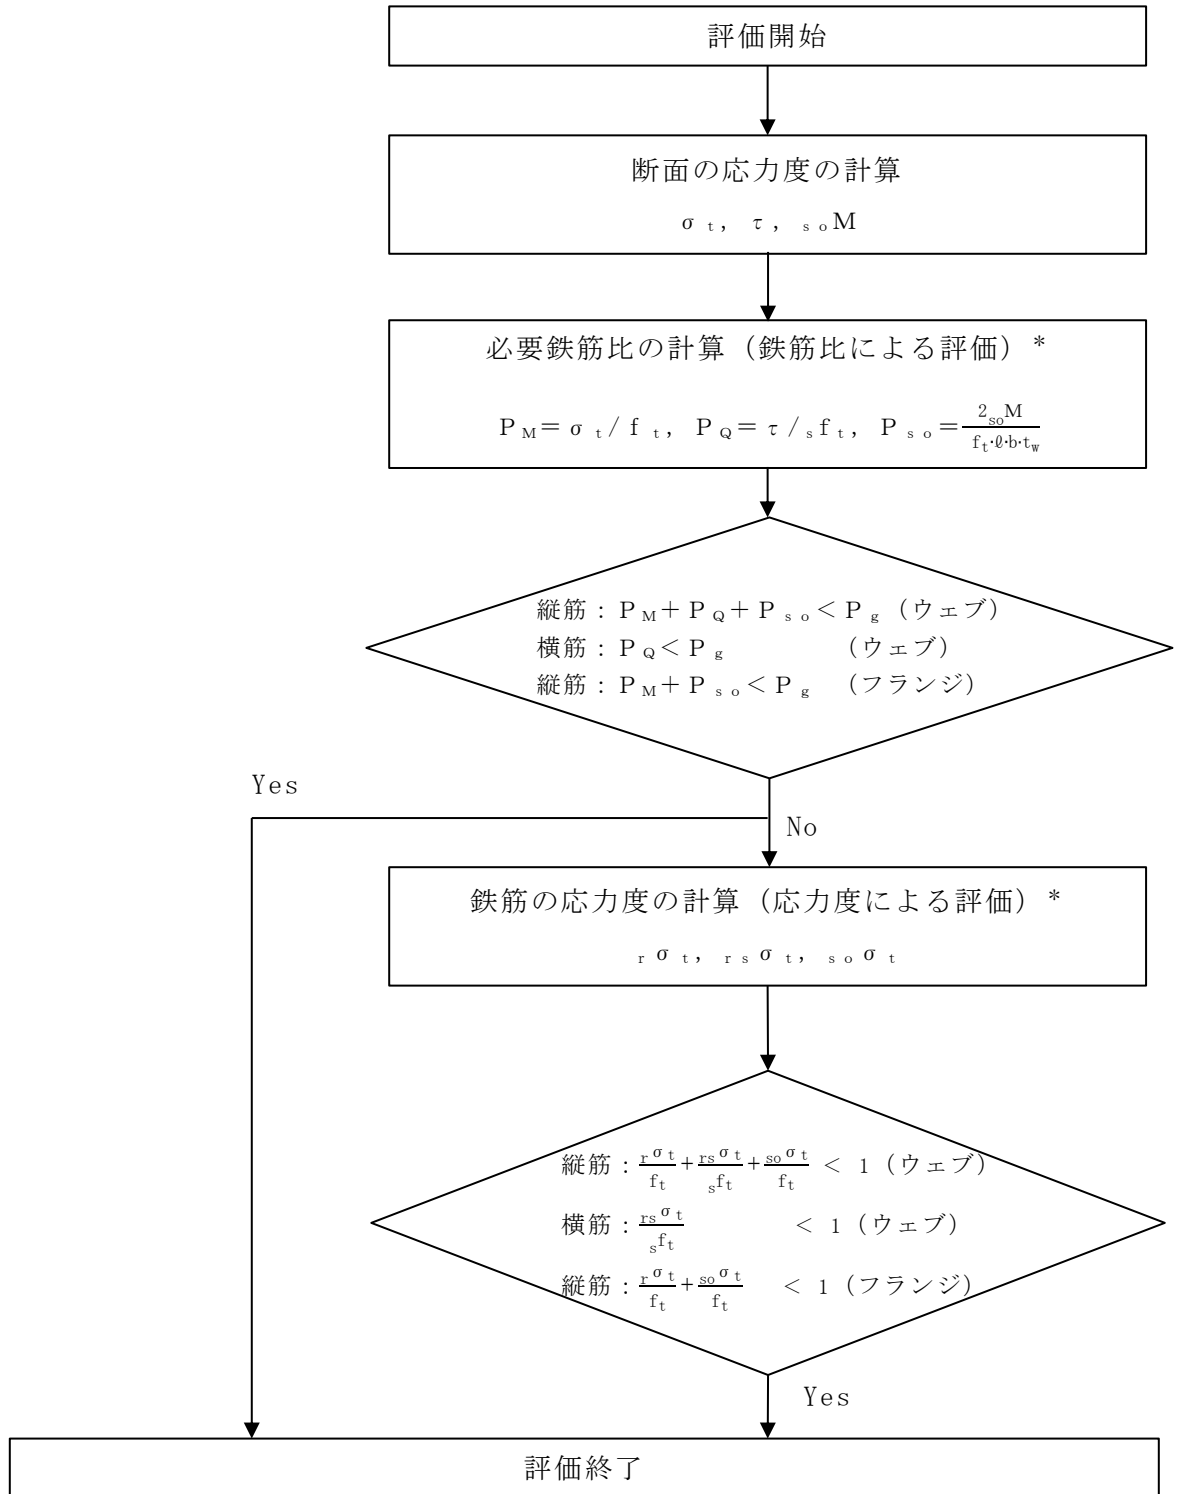 評価開始
断面の応力度の計算
σt, τ, soM
必要鉄筋比の計算（鉄筋比による評価）*
PM＝σt/ft, PQ＝τ/sft, Pso＝2soM/ft·ℓ·b·tw
縦筋：PM＋PQ＋Pso＜Pg（ウェブ）
横筋：PQ＜Pg （ウェブ）
縦筋：PM＋Pso＜Pg （フランジ）
Yes
No
鉄筋の応力度の計算（応力度による評価）*
rσt, rsσt, soσt
縦筋：rσt/ft+rsσt/sft+soσt/ft < 1（ウェブ）
横筋：rsσt/sft < 1（ウェブ）
縦筋：rσt/ft+soσt/ft < 1（フランジ）
Yes
評価終了